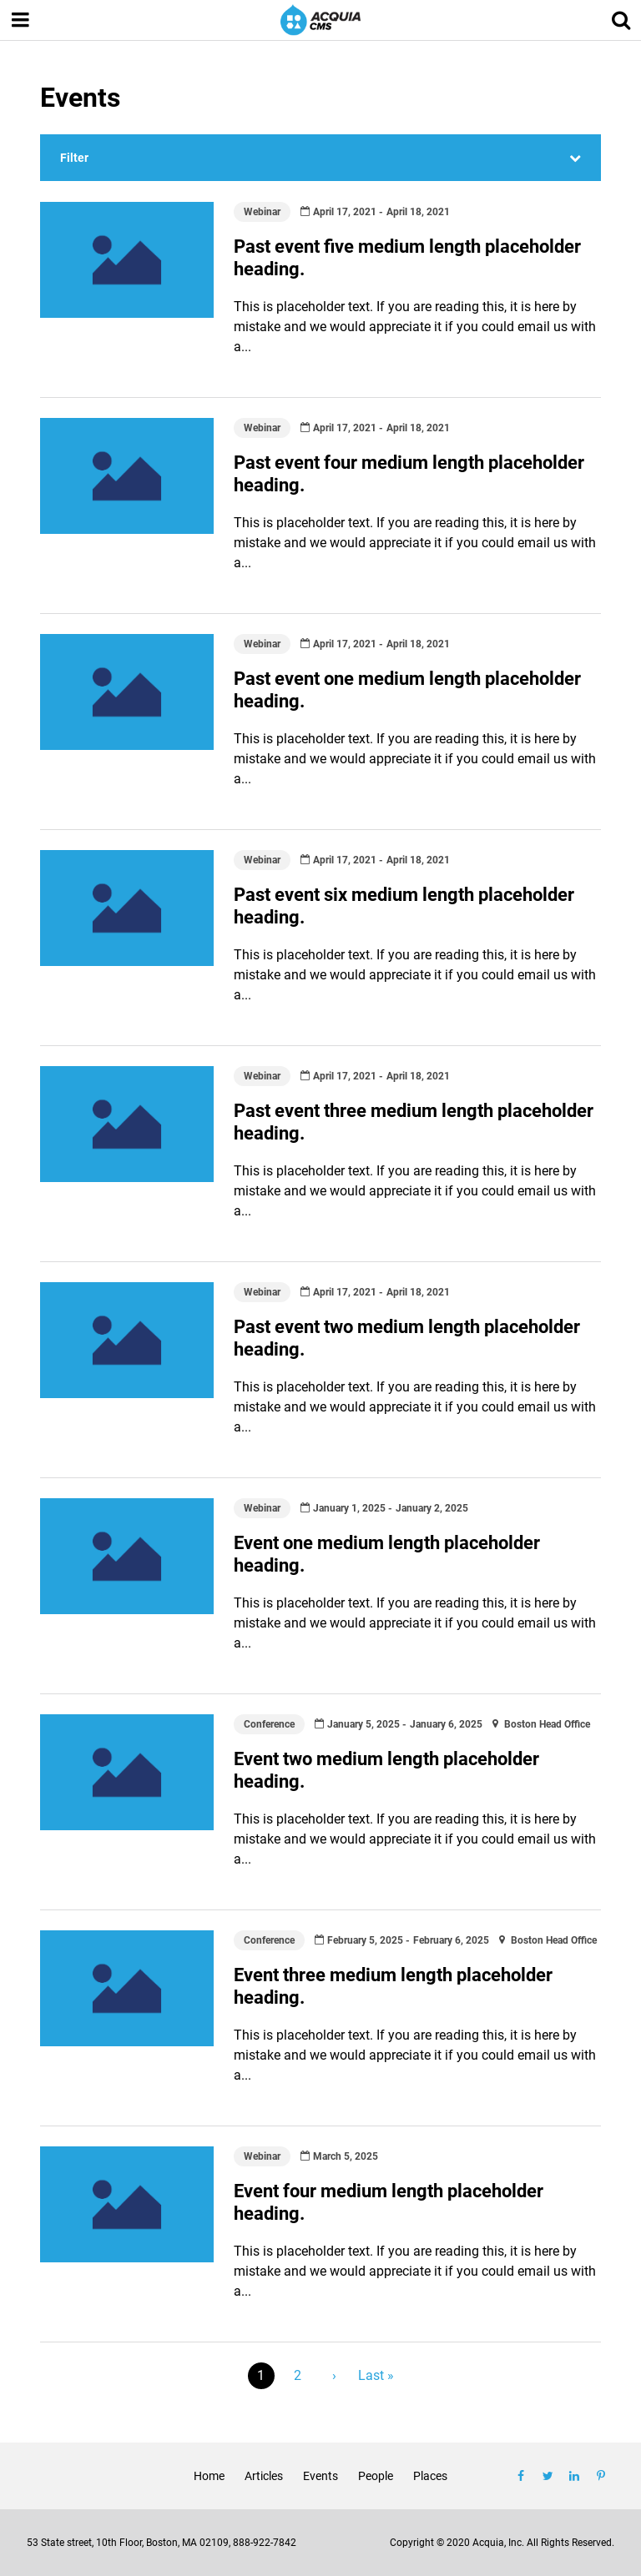 ACQUIA
CMS
Events
Filter
Webinar April 17, 2021 - April 18, 2021
Past event five medium length placeholder
heading.
This is placeholder text. If you are reading this, it is here by
mistake and we would appreciate it if you could email us with
a...
Webinar April 17, 2021 - April 18, 2021
Past event four medium length placeholder
heading.
This is placeholder text. If you are reading this, it is here by
mistake and we would appreciate it if you could email us with
a...
Webinar April 17, 2021 - April 18, 2021
Past event one medium length placeholder
heading.
This is placeholder text. If you are reading this, it is here by
mistake and we would appreciate it if you could email us with
a...
Webinar April 17, 2021 - April 18, 2021
Past event six medium length placeholder
heading.
This is placeholder text. If you are reading this, it is here by
mistake and we would appreciate it if you could email us with
a...
Webinar April 17, 2021 - April 18, 2021
Past event three medium length placeholder
heading.
This is placeholder text. If you are reading this, it is here by
mistake and we would appreciate it if you could email us with
a...
Webinar April 17, 2021 - April 18, 2021
Past event two medium length placeholder
heading.
This is placeholder text. If you are reading this, it is here by
mistake and we would appreciate it if you could email us with
a...
Webinar January 1, 2025 - January 2, 2025
Event one medium length placeholder
heading.
This is placeholder text. If you are reading this, it is here by
mistake and we would appreciate it if you could email us with
a...
Conference January 5, 2025 - January 6, 2025 Boston Head Office
Event two medium length placeholder
heading.
This is placeholder text. If you are reading this, it is here by
mistake and we would appreciate it if you could email us with
a...
Conference February 5, 2025 - February 6, 2025 Boston Head Office
Event three medium length placeholder
heading.
This is placeholder text. If you are reading this, it is here by
mistake and we would appreciate it if you could email us with
a...
Webinar March 5, 2025
Event four medium length placeholder
heading.
This is placeholder text. If you are reading this, it is here by
mistake and we would appreciate it if you could email us with
a...
1 2 › Last »
Home Articles Events People Places
53 State street, 10th Floor, Boston, MA 02109, 888-922-7842 Copyright © 2020 Acquia, Inc. All Rights Reserved.